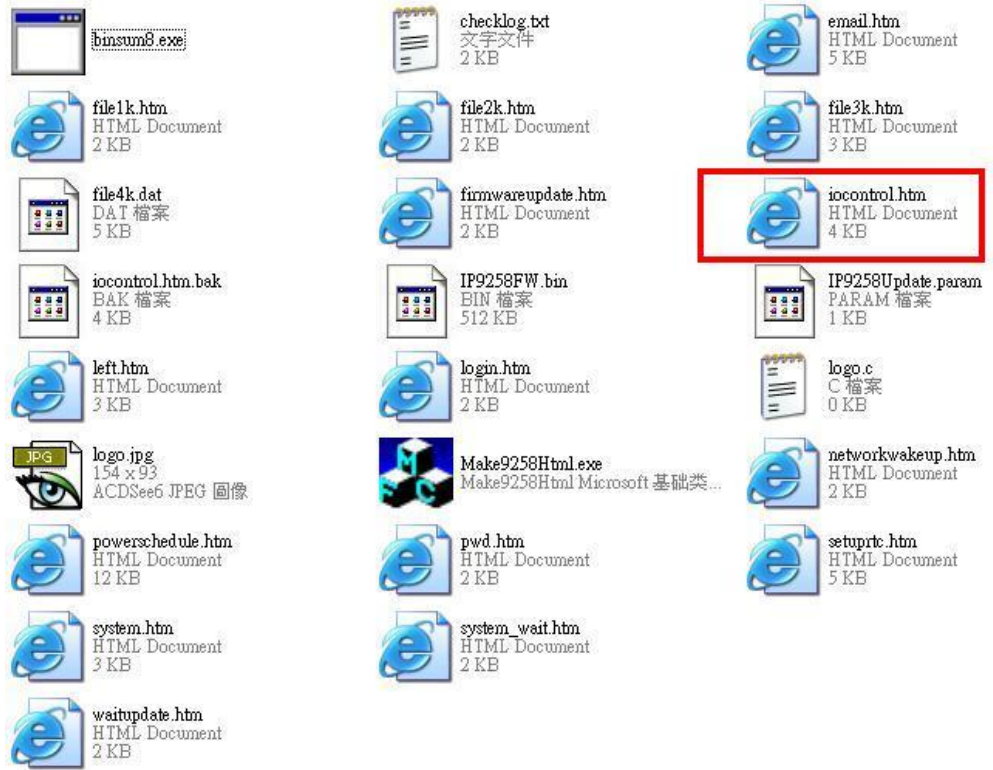 binsum8.exe
checklog.txt
文字文件
2 KB
email.htm
HTML Document
5 KB
file1k.htm
HTML Document
2 KB
file2k.htm
HTML Document
2 KB
file3k.htm
HTML Document
3 KB
file4k.dat
DAT 檔案
5 KB
firmwareupdate.htm
HTML Document
2 KB
iocontrol.htm
HTML Document
4 KB
iocontrol.htm.bak
BAK 檔案
4 KB
IP9258FW.bin
BIN 檔案
512 KB
IP9258Update.param
PARAM 檔案
1 KB
left.htm
HTML Document
3 KB
login.htm
HTML Document
2 KB
logo.c
C 檔案
0 KB
JPG
logo.jpg
154 x 93
ACDSee6 JPEG 圖像
MFC
Make9258Html.exe
Make9258Html Microsoft 基础类...
networkwakeup.htm
HTML Document
2 KB
powerschedule.htm
HTML Document
12 KB
pwd.htm
HTML Document
2 KB
setuprtc.htm
HTML Document
5 KB
system.htm
HTML Document
3 KB
system_wait.htm
HTML Document
2 KB
waitupdate.htm
HTML Document
2 KB